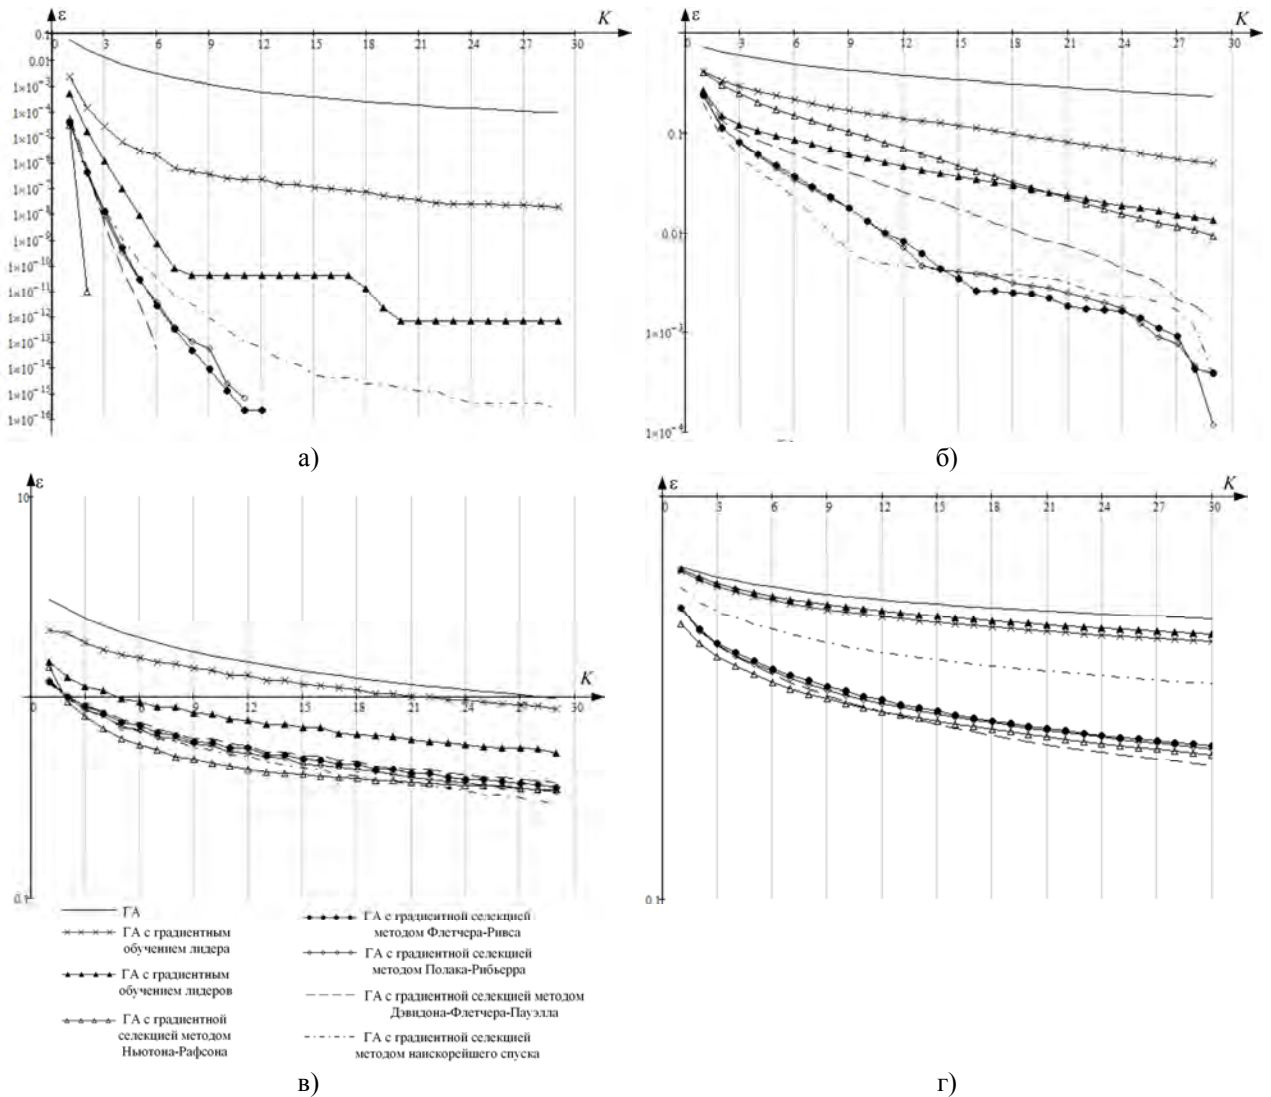 ε
K
0.1
0 3 6 9 12 15 18 21 24 27 30
0.01
1×10⁻³
1×10⁻⁴
1×10⁻⁵
1×10⁻⁶
1×10⁻⁷
1×10⁻⁸
1×10⁻⁹
1×10⁻¹⁰
1×10⁻¹¹
1×10⁻¹²
1×10⁻¹³
1×10⁻¹⁴
1×10⁻¹⁵
1×10⁻¹⁶
а)
ε
K
0 3 6 9 12 15 18 21 24 27 30
0.1
0.01
1×10⁻³
1×10⁻⁴
б)
ε
10
K
0 3 6 9 12 15 18 21 24 27 30
0.1
ГА
ГА с градиентным
обучением лидера
ГА с градиентным
обучением лидеров
ГА с градиентной
селекцией методом
Ньютона-Рафсона
ГА с градиентной селекцией
методом Флетчера-Ривса
ГА с градиентной селекцией
методом Полака-Рибьерра
ГА с градиентной селекцией методом
Дэвидона-Флетчера-Пауэлла
ГА с градиентной селекцией
методом наискорейшего спуска
в)
ε
K
0 3 6 9 12 15 18 21 24 27 30
0.1
г)